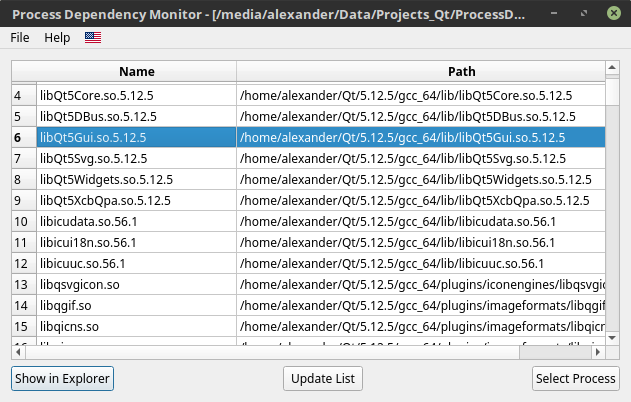 Process Dependency Monitor - [/media/alexander/Data/Projects_Qt/ProcessD...
File Help
Name Path
4 libQt5Core.so.5.12.5 /home/alexander/Qt/5.12.5/gcc_64/lib/libQt5Core.so.5.12.5
5 libQt5DBus.so.5.12.5 /home/alexander/Qt/5.12.5/gcc_64/lib/libQt5DBus.so.5.12.5
6 libQt5Gui.so.5.12.5 /home/alexander/Qt/5.12.5/gcc_64/lib/libQt5Gui.so.5.12.5
7 libQt5Svg.so.5.12.5 /home/alexander/Qt/5.12.5/gcc_64/lib/libQt5Svg.so.5.12.5
8 libQt5Widgets.so.5.12.5 /home/alexander/Qt/5.12.5/gcc_64/lib/libQt5Widgets.so.5.12.5
9 libQt5XcbQpa.so.5.12.5 /home/alexander/Qt/5.12.5/gcc_64/lib/libQt5XcbQpa.so.5.12.5
10 libicudata.so.56.1 /home/alexander/Qt/5.12.5/gcc_64/lib/libicudata.so.56.1
11 libicui18n.so.56.1 /home/alexander/Qt/5.12.5/gcc_64/lib/libicui18n.so.56.1
12 libicuuc.so.56.1 /home/alexander/Qt/5.12.5/gcc_64/lib/libicuuc.so.56.1
13 libqsvgicon.so /home/alexander/Qt/5.12.5/gcc_64/plugins/iconengines/libqsvgic
14 libqgif.so /home/alexander/Qt/5.12.5/gcc_64/plugins/imageformats/libqgif
15 libqicns.so /home/alexander/Qt/5.12.5/gcc_64/plugins/imageformats/libqicn
Show in Explorer Update List Select Process